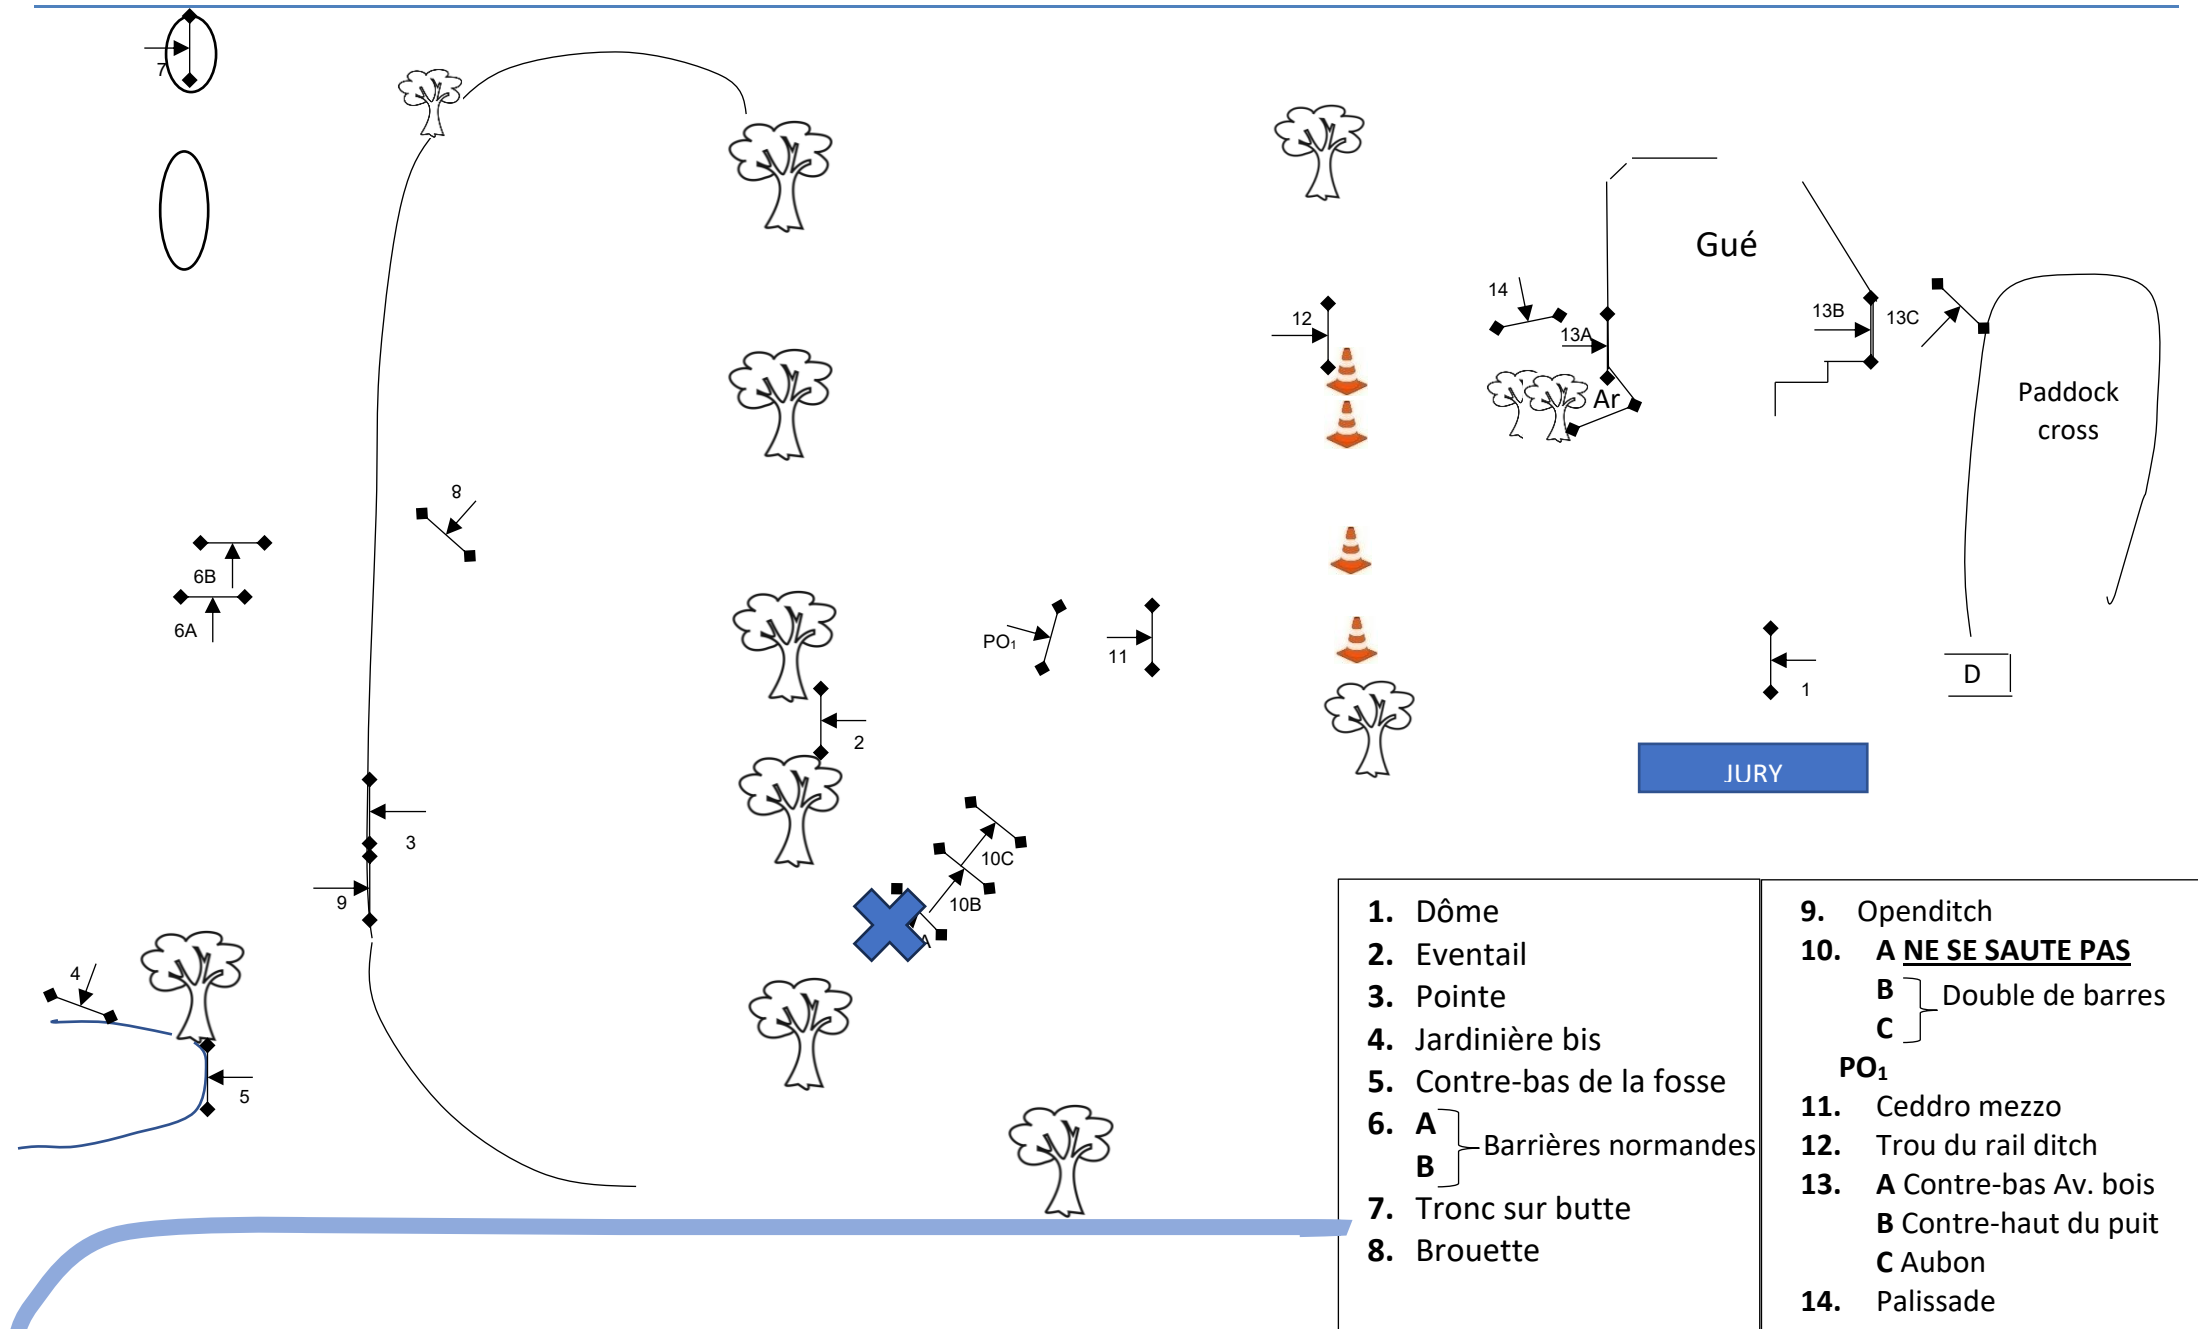 7
Gué
14
12
13A
13B
13C
Ar
Paddock
cross
8
6B
6A
PO₁
11
D
1
2
JURY
3
10C
9
10B
A
4
5
1. Dôme
2. Eventail
3. Pointe
4. Jardinière bis
5. Contre-bas de la fosse
6. A
B
Barrières normandes
7. Tronc sur butte
8. Brouette
9. Openditch
10. A NE SE SAUTE PAS
B
C
Double de barres
PO₁
11. Ceddro mezzo
12. Trou du rail ditch
13. A Contre-bas Av. bois
B Contre-haut du puit
C Aubon
14. Palissade